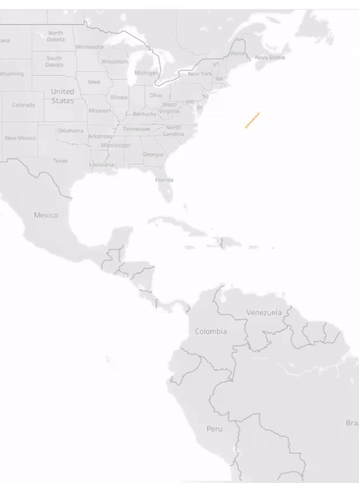 North
Dakota
Minnesota
South
Dakota
Wisconsin
Wyoming
Michigan
Nova Scotia
New York
Iowa
United
States
Illinois
Ohio
Colorado
Missouri
West
Virginia
Kentucky
Tennessee
North
Carolina
Oklahoma
Arkansas
New Mexico
Mississippi
Georgia
Texas
Louisiana
Florida
Mexico
Venezuela
Colombia
Peru
Braz